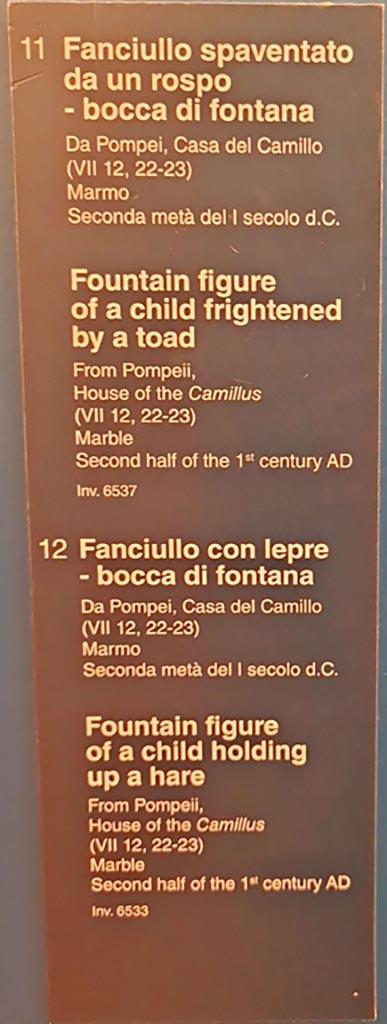 11 Fanciullo spaventato
da un rospo
- bocca di fontana
Da Pompei, Casa del Camillo
(VII 12, 22-23)
Marmo
Seconda metà del I secolo d.C.
Fountain figure
of a child frightened
by a toad
From Pompeii,
House of the Camillus
(VII 12, 22-23)
Marble
Second half of the 1st century AD
Inv. 6537
12 Fanciullo con lepre
- bocca di fontana
Da Pompei, Casa del Camillo
(VII 12, 22-23)
Marmo
Seconda metà del I secolo d.C.
Fountain figure
of a child holding
up a hare
From Pompeii,
House of the Camillus
(VII 12, 22-23)
Marble
Second half of the 1st century AD
Inv. 6533